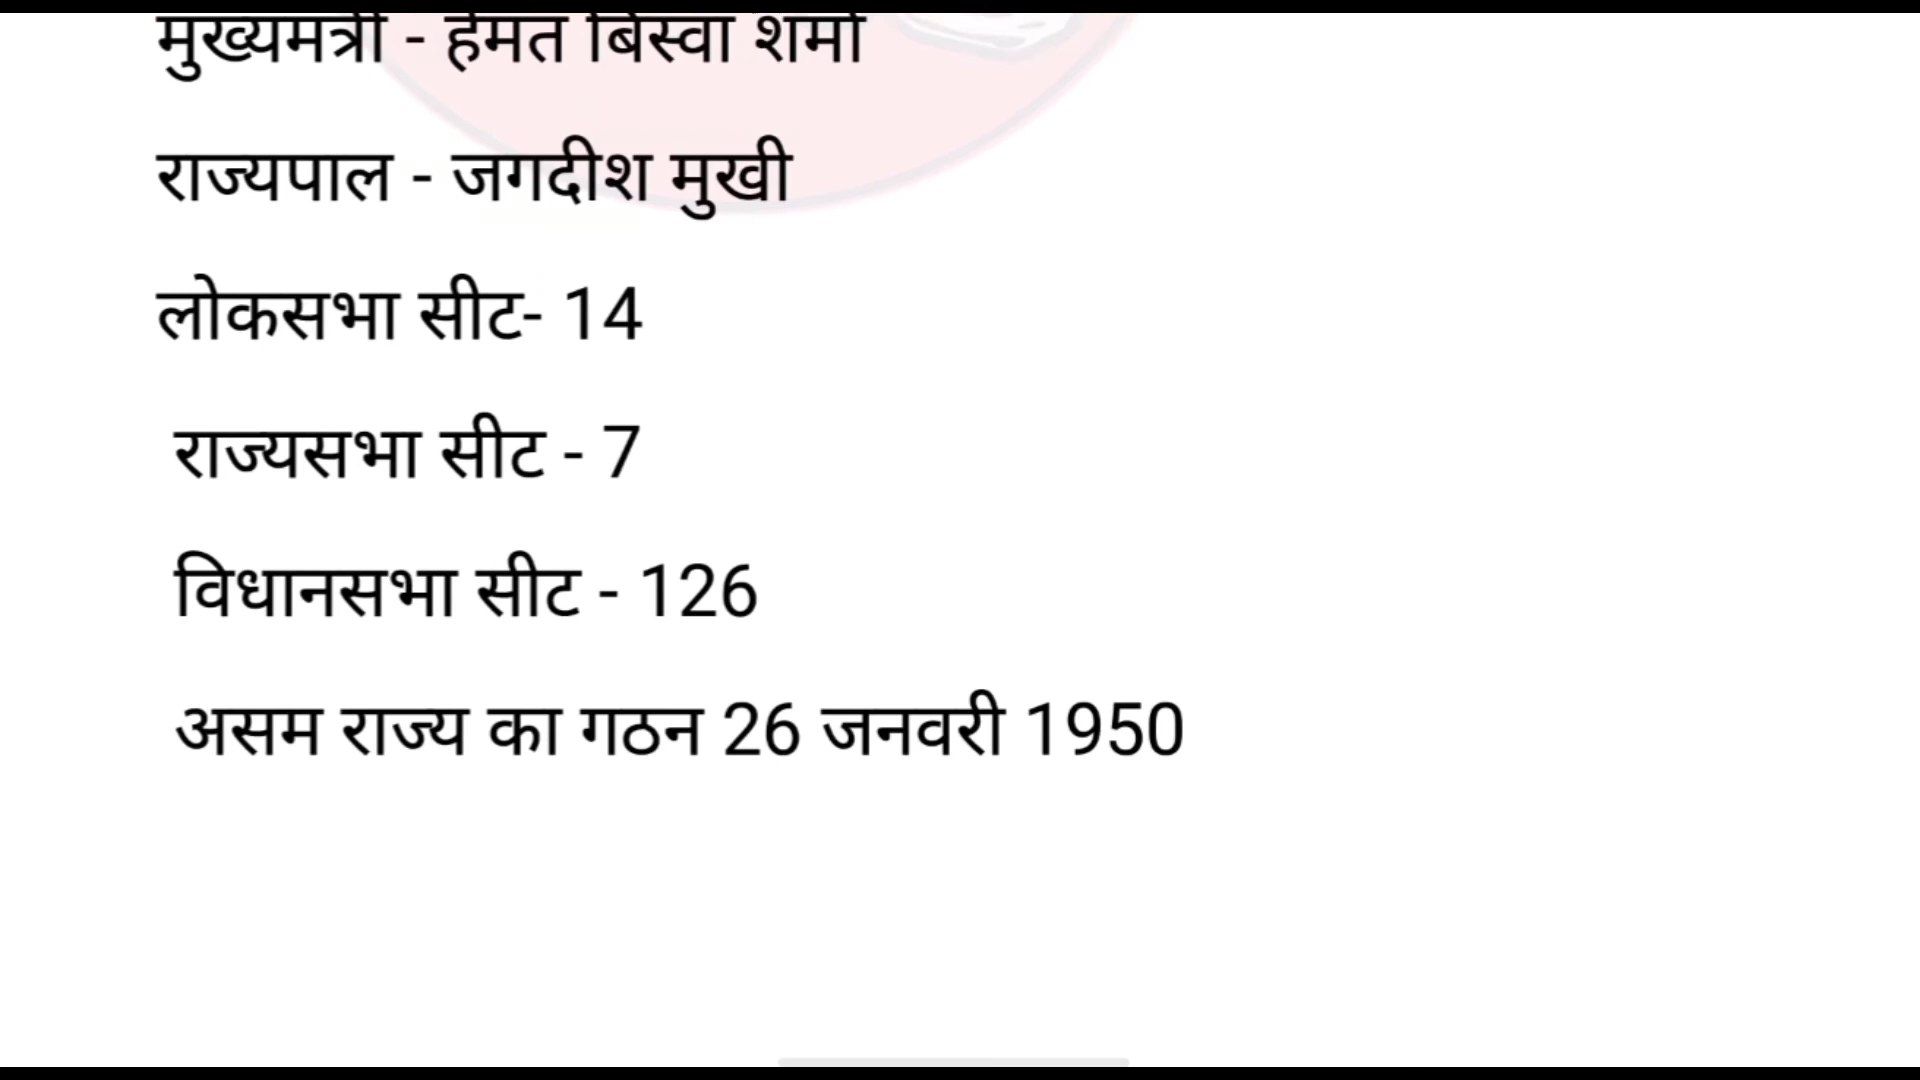 मुख्यमंत्री - हेमंत बिस्वा शर्मा
राज्यपाल - जगदीश मुखी
लोकसभा सीट- 14
राज्यसभा सीट - 7
विधानसभा सीट - 126
असम राज्य का गठन 26 जनवरी 1950